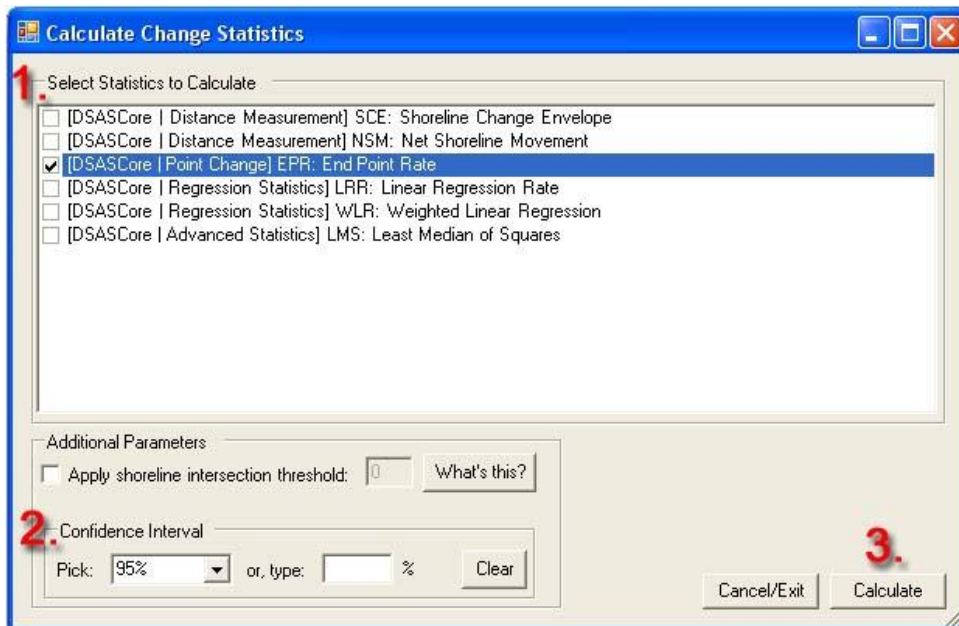 Calculate Change Statistics
1. Select Statistics to Calculate
[DSASCore | Distance Measurement] SCE: Shoreline Change Envelope
[DSASCore | Distance Measurement] NSM: Net Shoreline Movement
[DSASCore | Point Change] EPR: End Point Rate
[DSASCore | Regression Statistics] LRR: Linear Regression Rate
[DSASCore | Regression Statistics] WLR: Weighted Linear Regression
[DSASCore | Advanced Statistics] LMS: Least Median of Squares
Additional Parameters
Apply shoreline intersection threshold: 0 What's this?
2. Confidence Interval
Pick: 95% or, type: % Clear
3.
Cancel/Exit Calculate